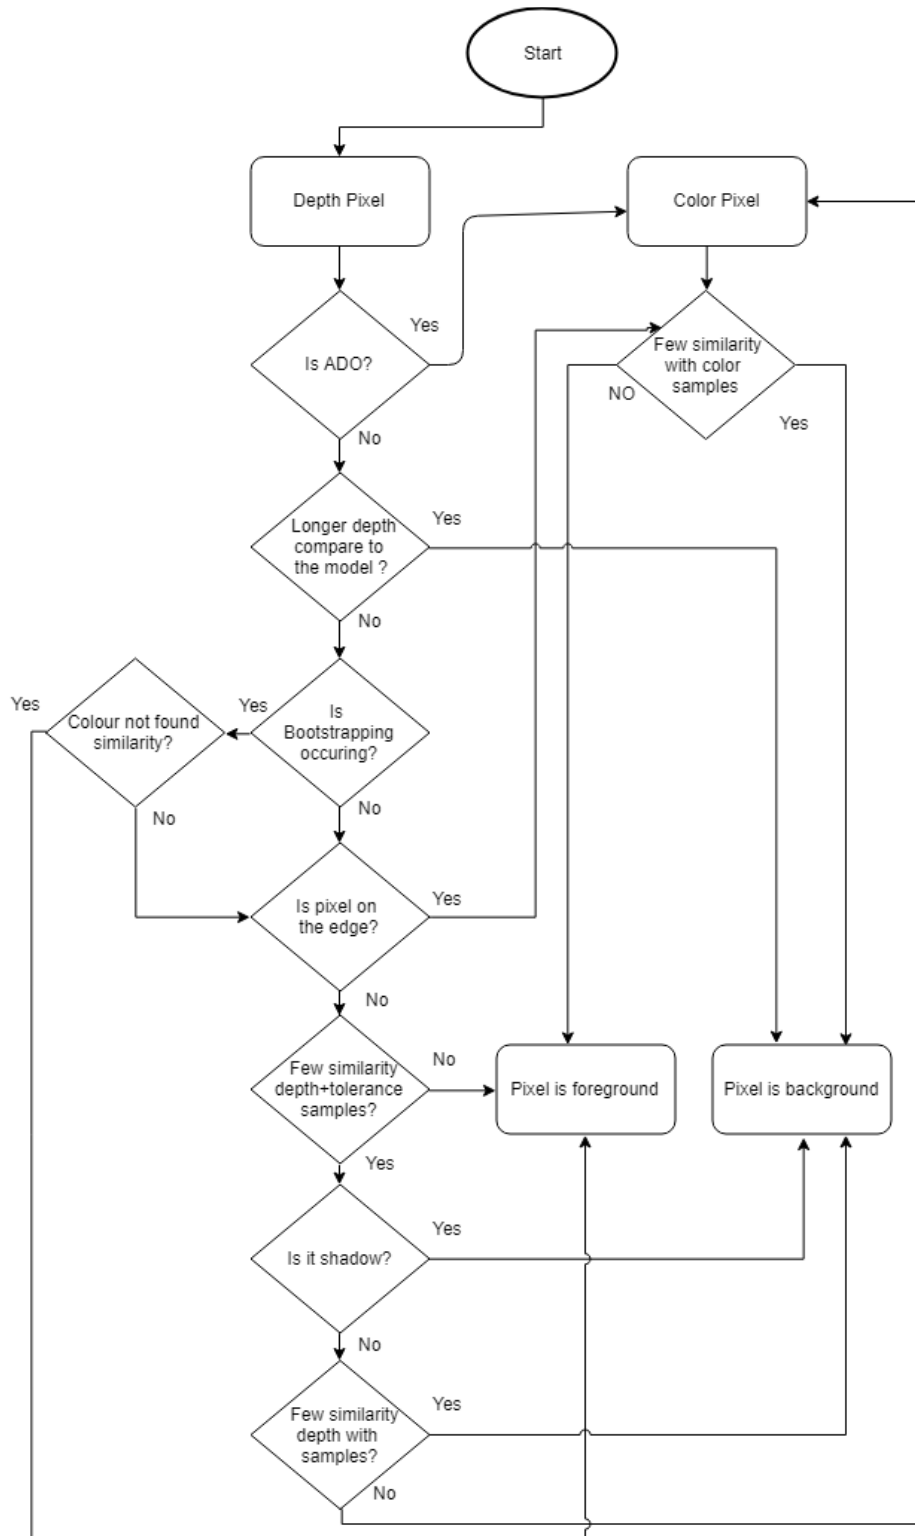 Start
Depth Pixel
Color Pixel
Yes
Is ADO?
Few similarity
with color
samples
NO
Yes
No
Longer depth
compare to
the model ?
Yes
No
Yes
Colour not found
similarity?
Yes
Is
Bootstrapping
occuring?
No
No
Is pixel on
the edge?
Yes
No
Few similarity
depth+tolerance
samples?
No
Pixel is foreground
Pixel is background
Yes
Is it shadow?
Yes
No
Few similarity
depth with
samples?
Yes
No